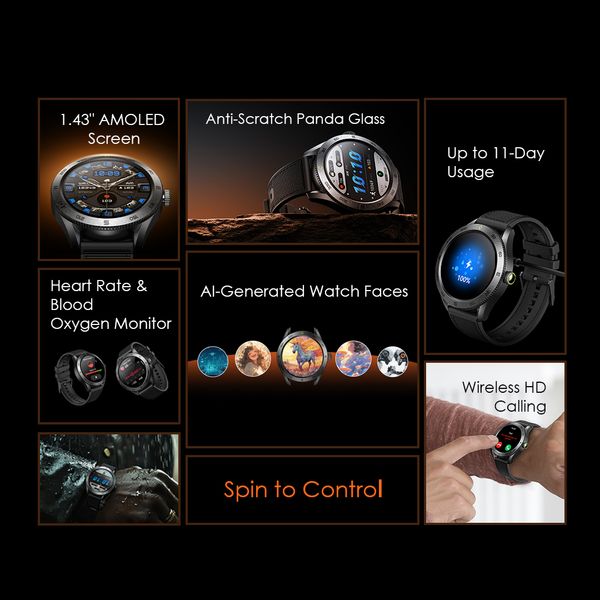 1.43" AMOLED
Screen
Anti-Scratch Panda Glass
10:10
Up to 11-Day
Usage
100%
Heart Rate &
Blood
Oxygen Monitor
AI-Generated Watch Faces
Wireless HD
Calling
Spin to Control